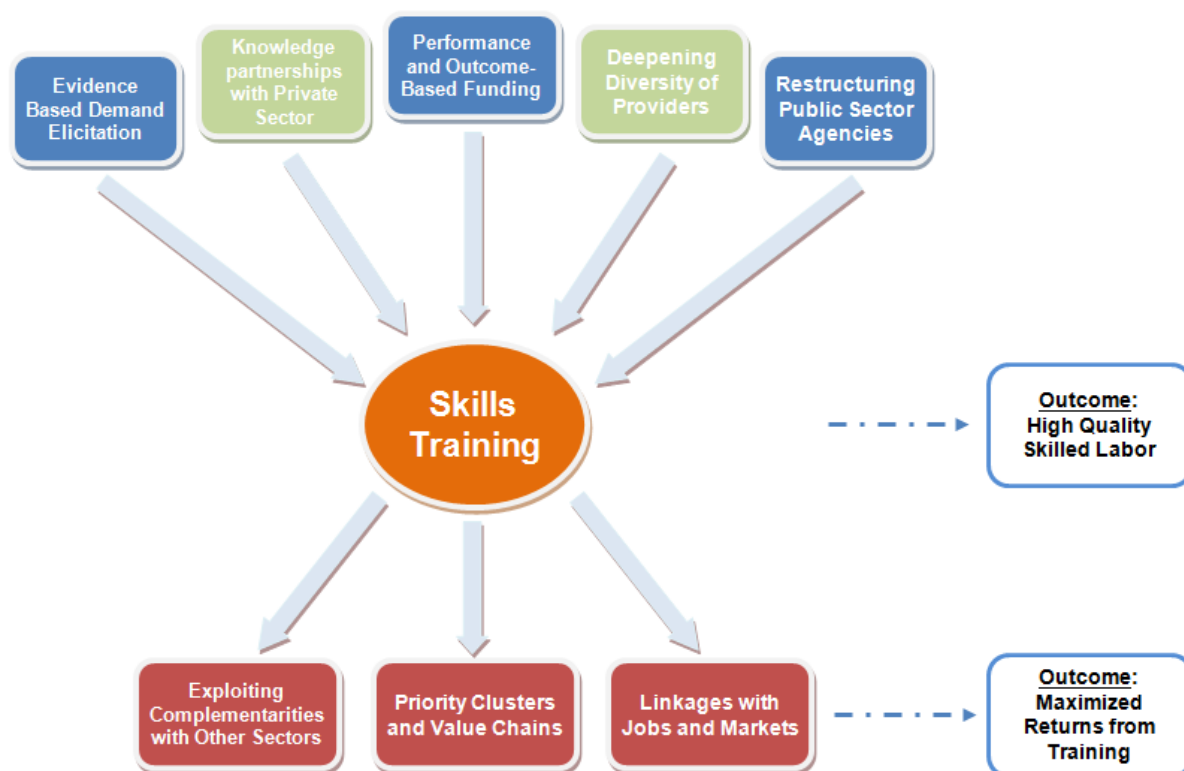 Evidence
Based Demand
Elicitation
Knowledge
partnerships
with Private
Sector
Performance
and Outcome-
Based Funding
Deepening
Diversity of
Providers
Restructuring
Public Sector
Agencies
Skills
Training
Outcome:
High Quality
Skilled Labor
Exploiting
Complementarities
with Other Sectors
Priority Clusters
and Value Chains
Linkages with
Jobs and Markets
Outcome:
Maximized
Returns from
Training